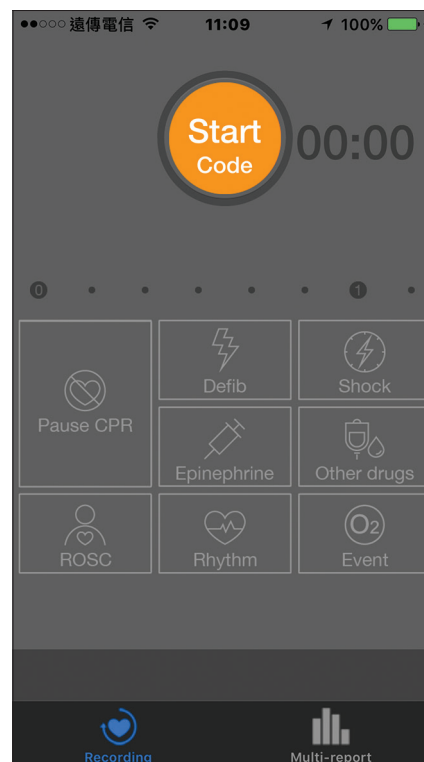 遠傳電信 11:09 100%
Start
Code
00:00
0 1
Defib Shock
Pause CPR
Epinephrine Other drugs
O2
ROSC Rhythm Event
Recording Multi-report